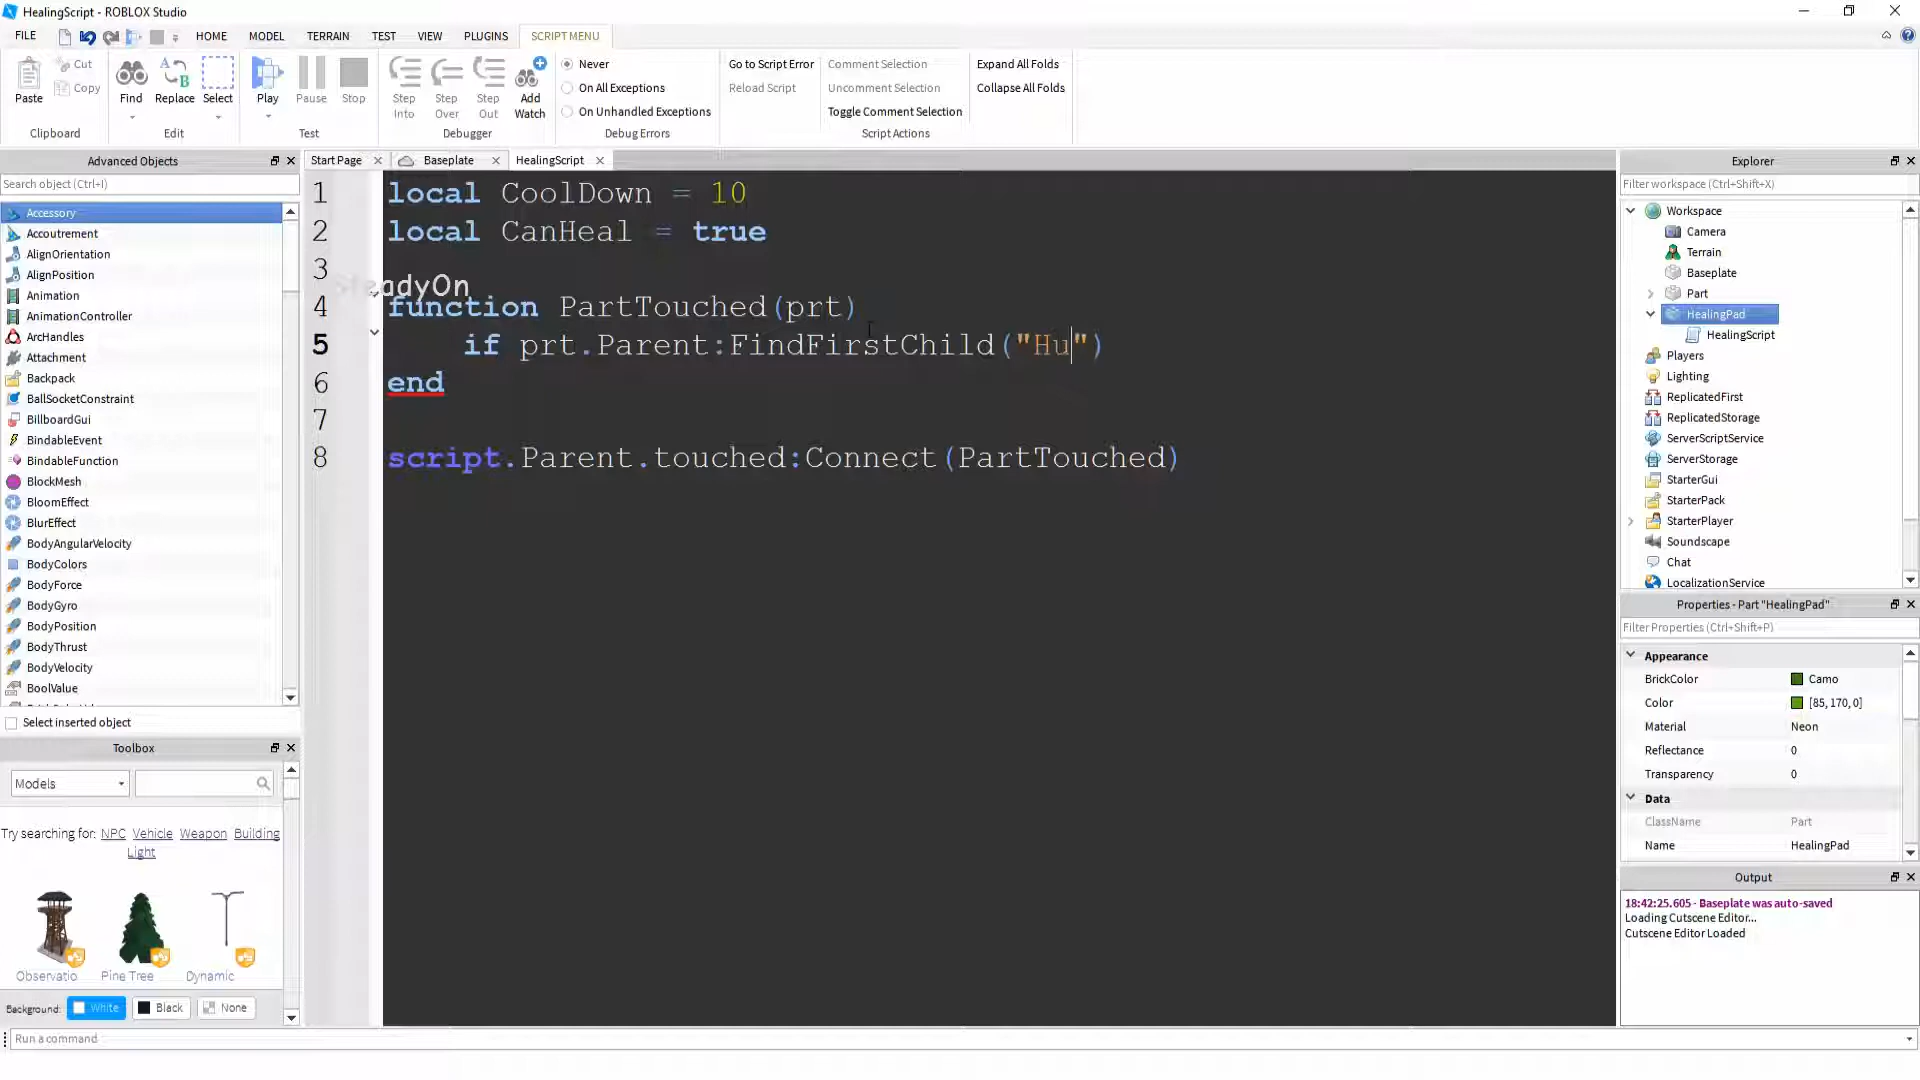 HealingScript - ROBLOX Studio
FILE HOME MODEL TERRAIN TEST VIEW PLUGINS SCRIPT MENU
Paste
Cut
Copy
Clipboard
Find
Replace
Select
Edit
Play
Pause
Stop
Test
Step Into
Step Over
Step Out
Add Watch
Debugger
Never
On All Exceptions
On Unhandled Exceptions
Debug Errors
Go to Script Error
Reload Script
Comment Selection
Uncomment Selection
Toggle Comment Selection
Script Actions
Expand All Folds
Collapse All Folds
Advanced Objects
Search object (Ctrl+I)
Accessory
Accoutrement
AlignOrientation
AlignPosition
Animation
AnimationController
ArcHandles
Attachment
Backpack
BallSocketConstraint
BillboardGui
BindableEvent
BindableFunction
BlockMesh
BloomEffect
BlurEffect
BodyAngularVelocity
BodyColors
BodyForce
BodyGyro
BodyPosition
BodyThrust
BodyVelocity
BoolValue
Select inserted object
Toolbox
Models
Try searching for: NPC Vehicle Weapon Building
Light
Observatio
Pine Tree
Dynamic
Background: White Black None
Run a command
Start Page
Baseplate
HealingScript
1 local CoolDown = 10
2 local CanHeal = true
3
SteadyOn
4 function PartTouched(prt)
5 if prt.Parent:FindFirstChild("Hu")
6 end
7
8 script.Parent.touched:Connect(PartTouched)
Explorer
Filter workspace (Ctrl+Shift+X)
Workspace
Camera
Terrain
Baseplate
Part
HealingPad
HealingScript
Players
Lighting
ReplicatedFirst
ReplicatedStorage
ServerScriptService
ServerStorage
StarterGui
StarterPack
StarterPlayer
Soundscape
Chat
LocalizationService
Properties - Part "HealingPad"
Filter Properties (Ctrl+Shift+P)
Appearance
BrickColor Camo
Color [85, 170, 0]
Material Neon
Reflectance 0
Transparency 0
Data
ClassName Part
Name HealingPad
Output
18:42:25.605 - Baseplate was auto-saved
Loading Cutscene Editor...
Cutscene Editor Loaded